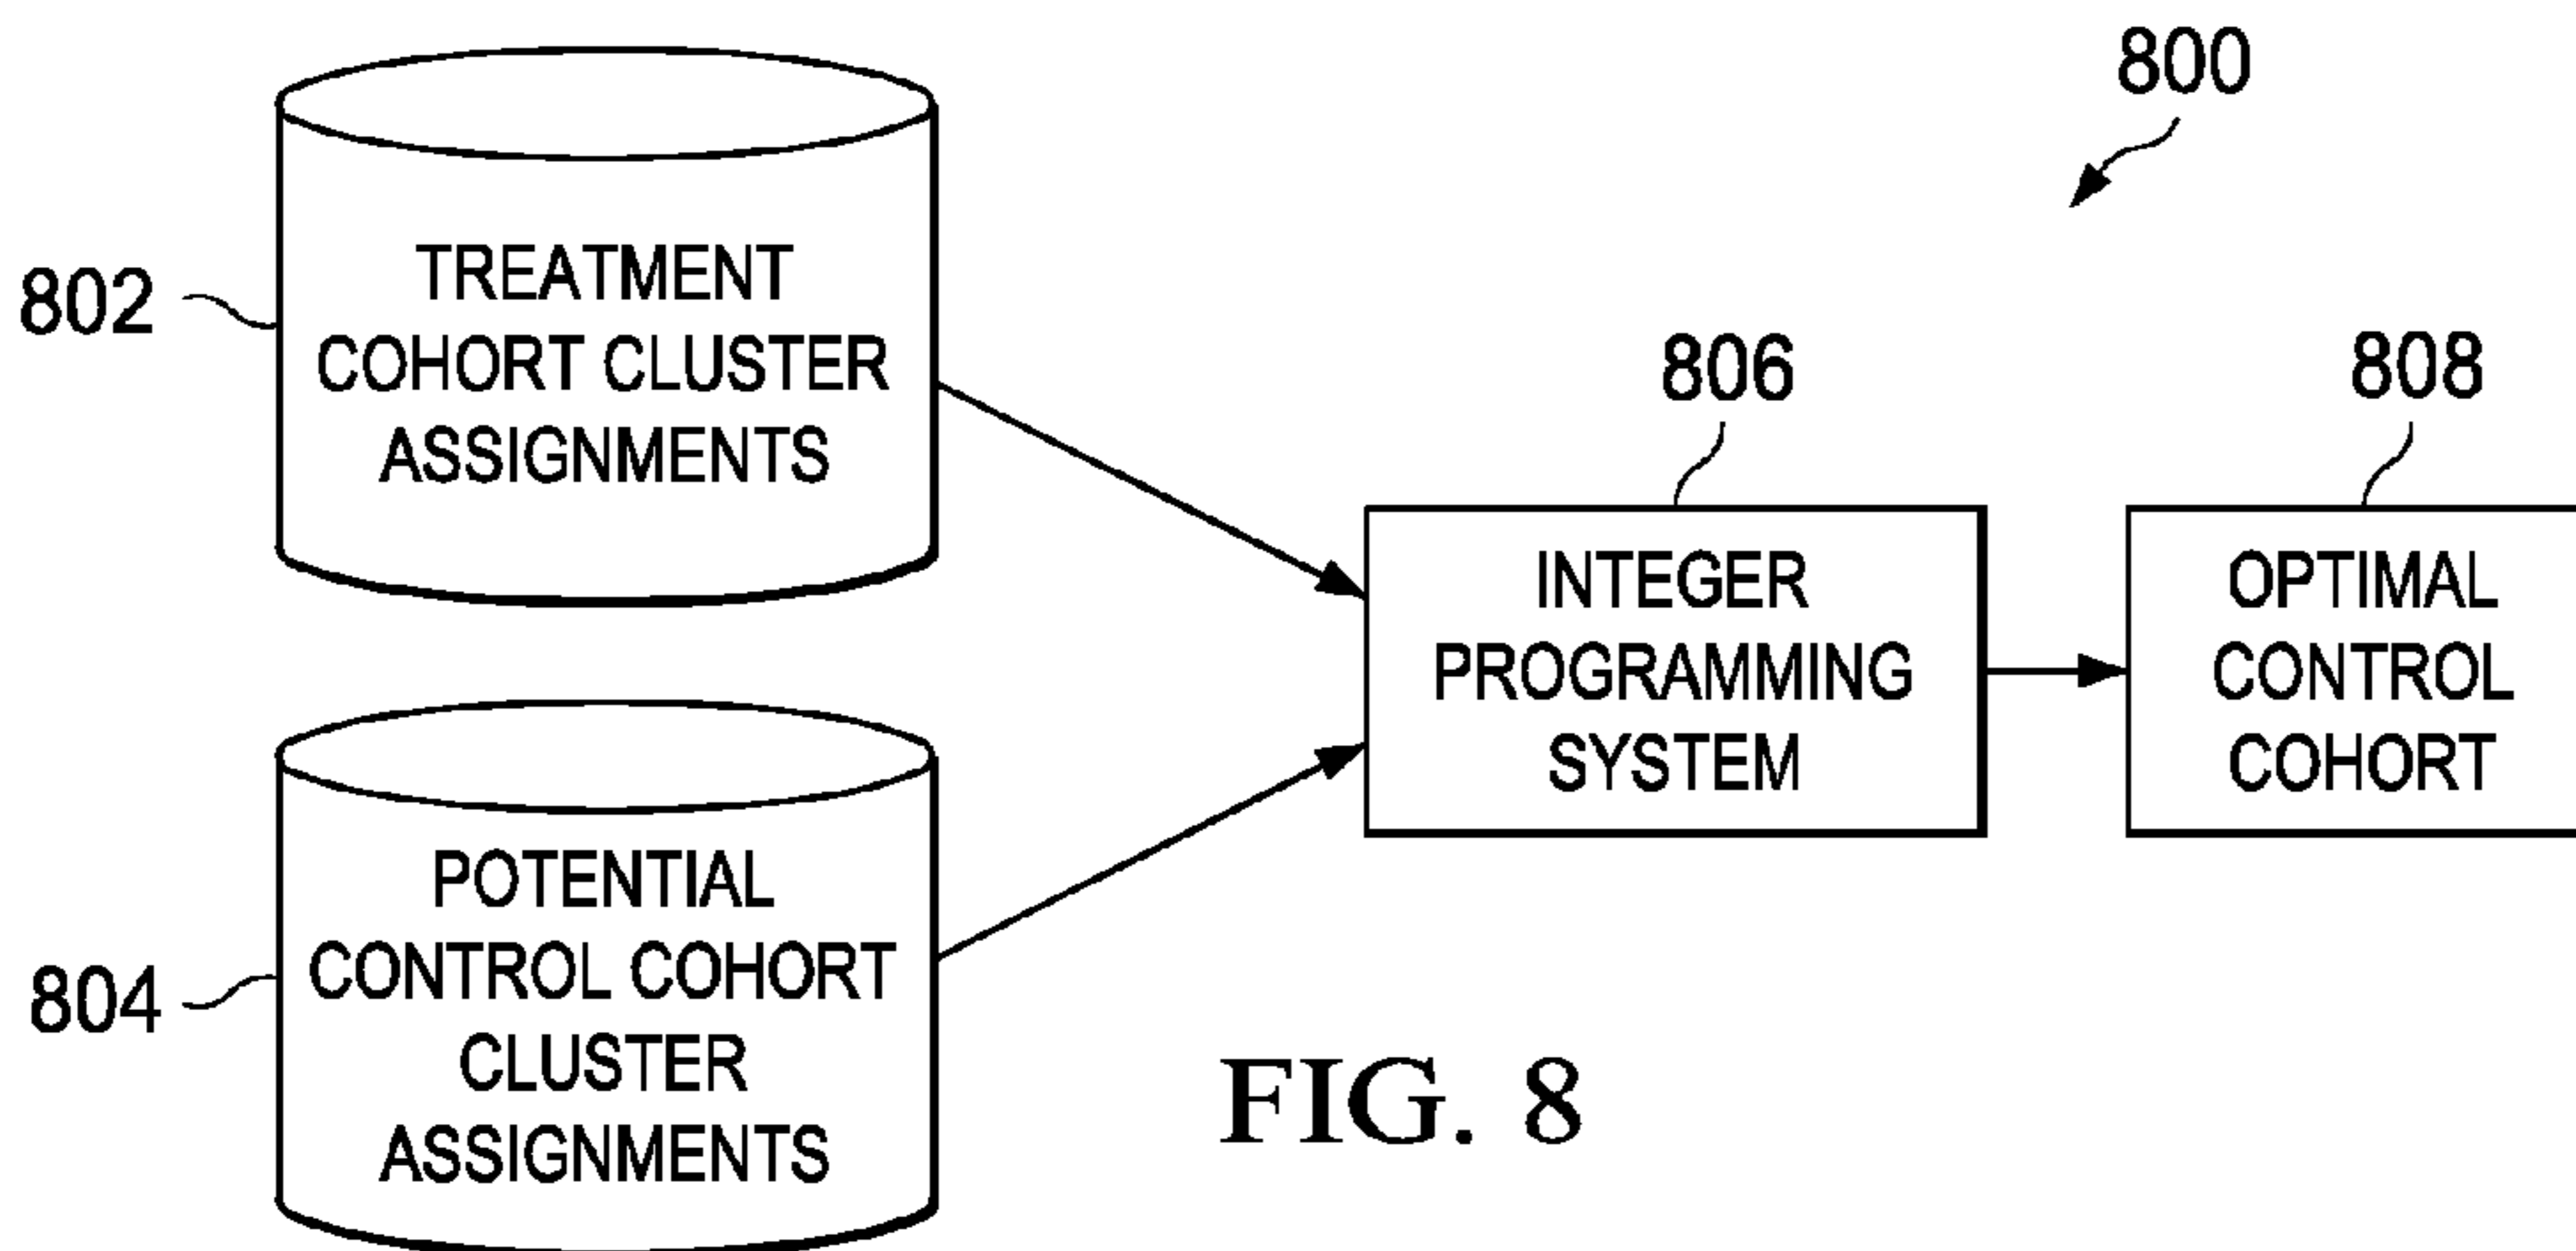 800
802
TREATMENT
COHORT CLUSTER
ASSIGNMENTS
806
808
INTEGER
PROGRAMMING
SYSTEM
OPTIMAL
CONTROL
COHORT
804
POTENTIAL
CONTROL COHORT
CLUSTER
ASSIGNMENTS
FIG. 8